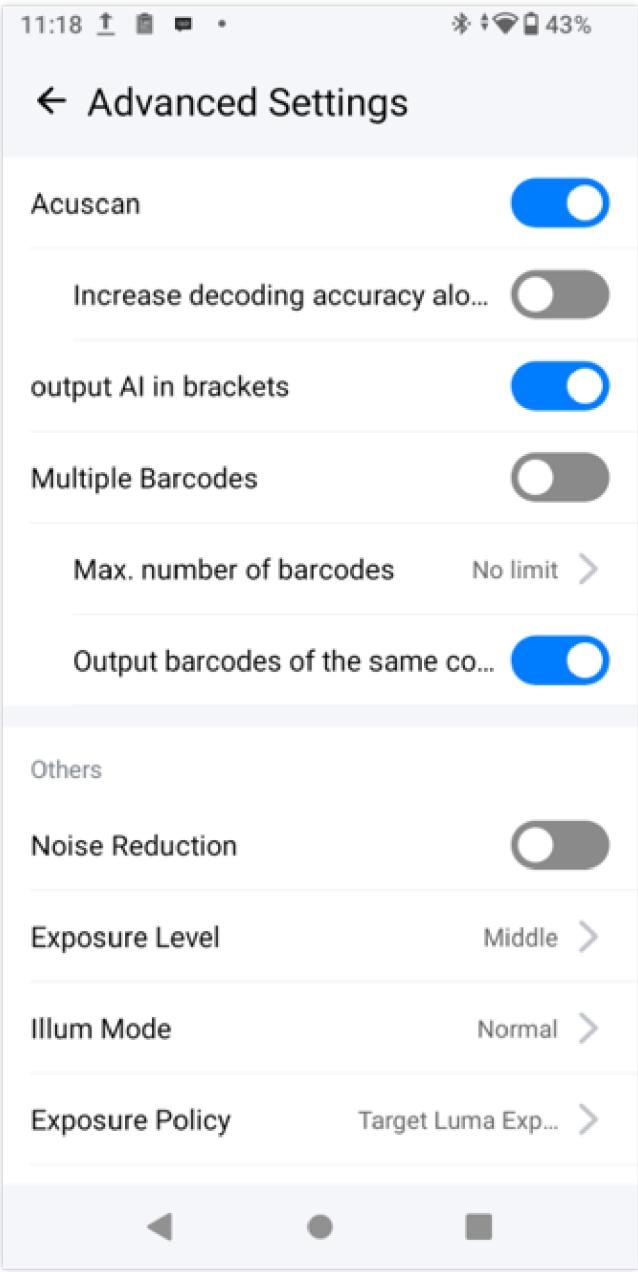 11:18 43%
Advanced Settings
Acuscan
Increase decoding accuracy alo...
output AI in brackets
Multiple Barcodes
Max. number of barcodes No limit
Output barcodes of the same co...
Others
Noise Reduction
Exposure Level Middle
Illum Mode Normal
Exposure Policy Target Luma Exp...